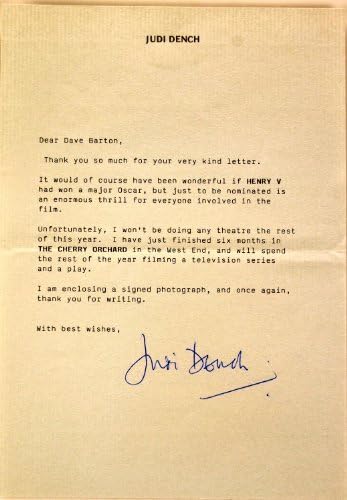 JUDI DENCH
Dear Dave Barton,
Thank you so much for your very kind letter.
It would of course have been wonderful if HENRY V
had won a major Oscar, but just to be nominated is
an enormous thrill for everyone involved in the
film.
Unfortunately, I won't be doing any theatre the rest
of this year. I have just finished six months in
THE CHERRY ORCHARD in the West End, and will spend
the rest of the year filming a television series
and a play.
I am enclosing a signed photograph, and once again,
thank you for writing.
With best wishes,
Judi Dench